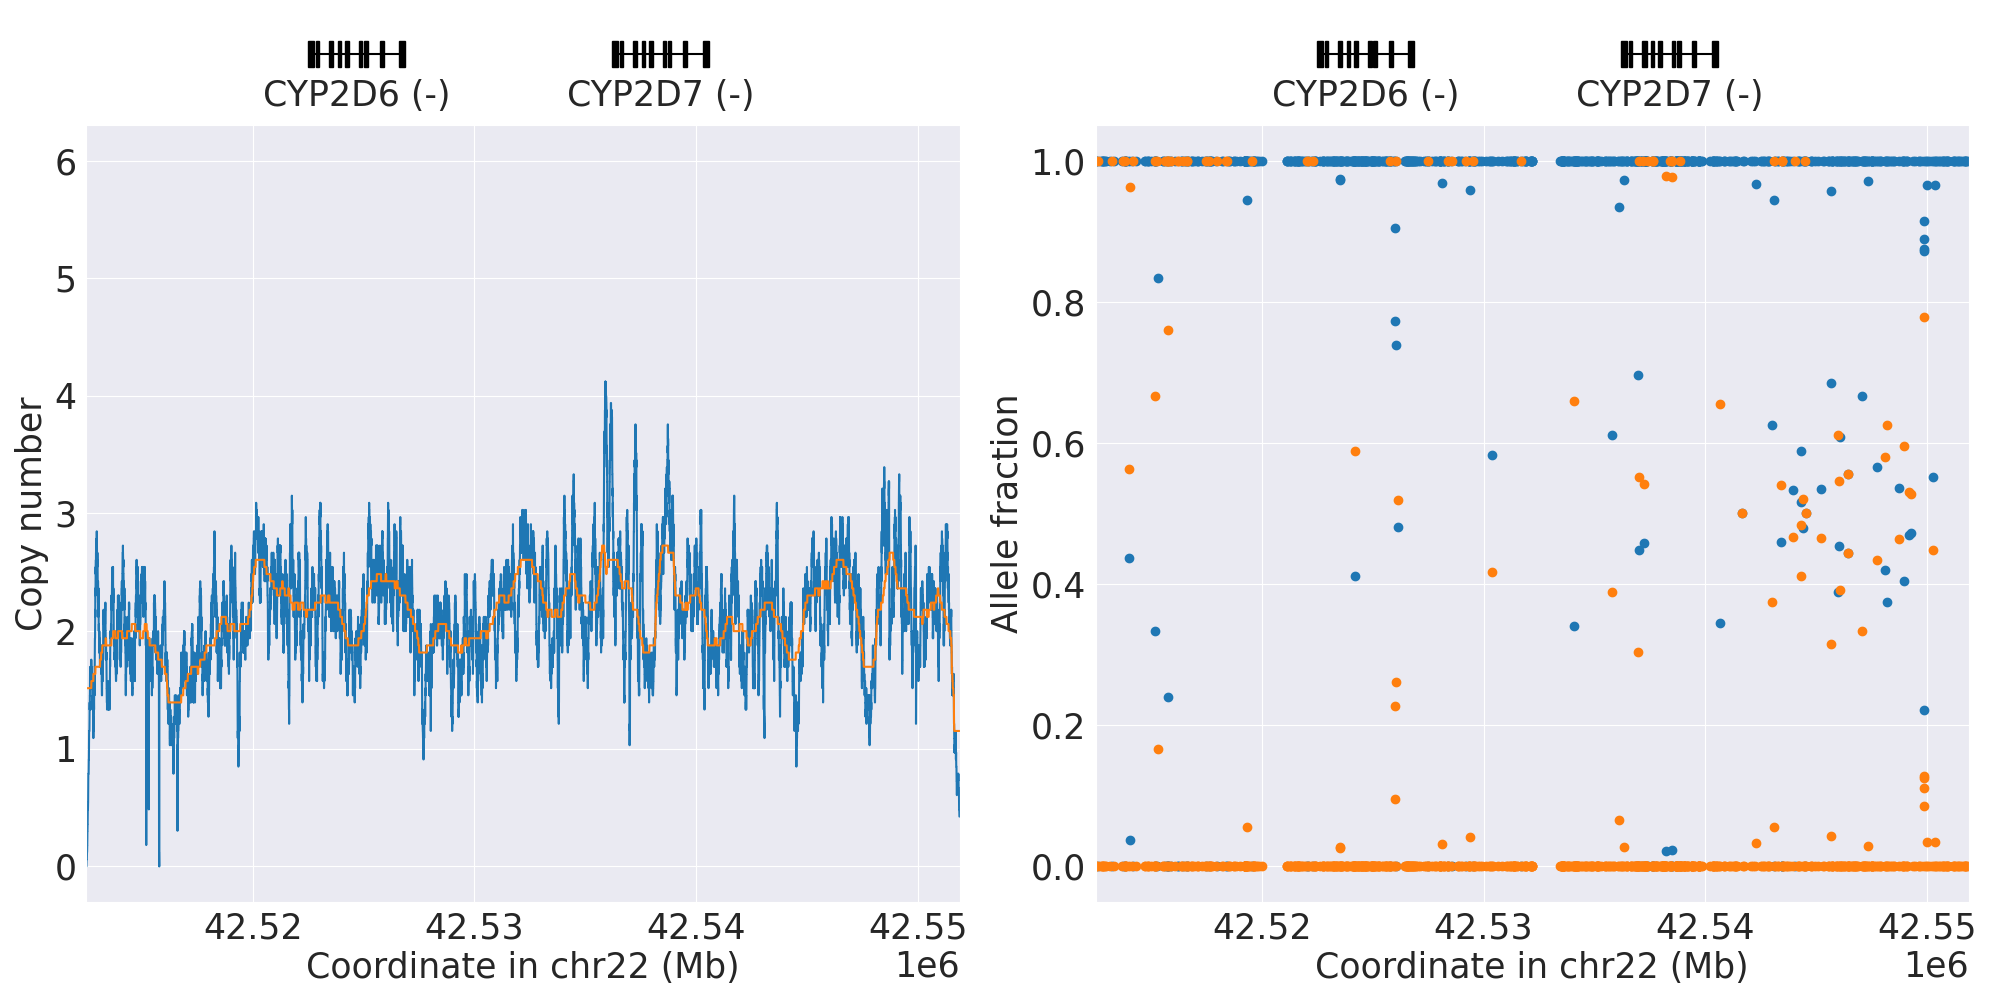 CYP2D6 (-) CYP2D7 (-)
Copy number
6
5
4
3
2
1
0
42.52 42.53 42.54 42.55
Coordinate in chr22 (Mb) 1e6
CYP2D6 (-) CYP2D7 (-)
Allele fraction
1.0
0.8
0.6
0.4
0.2
0.0
42.52 42.53 42.54 42.55
Coordinate in chr22 (Mb) 1e6